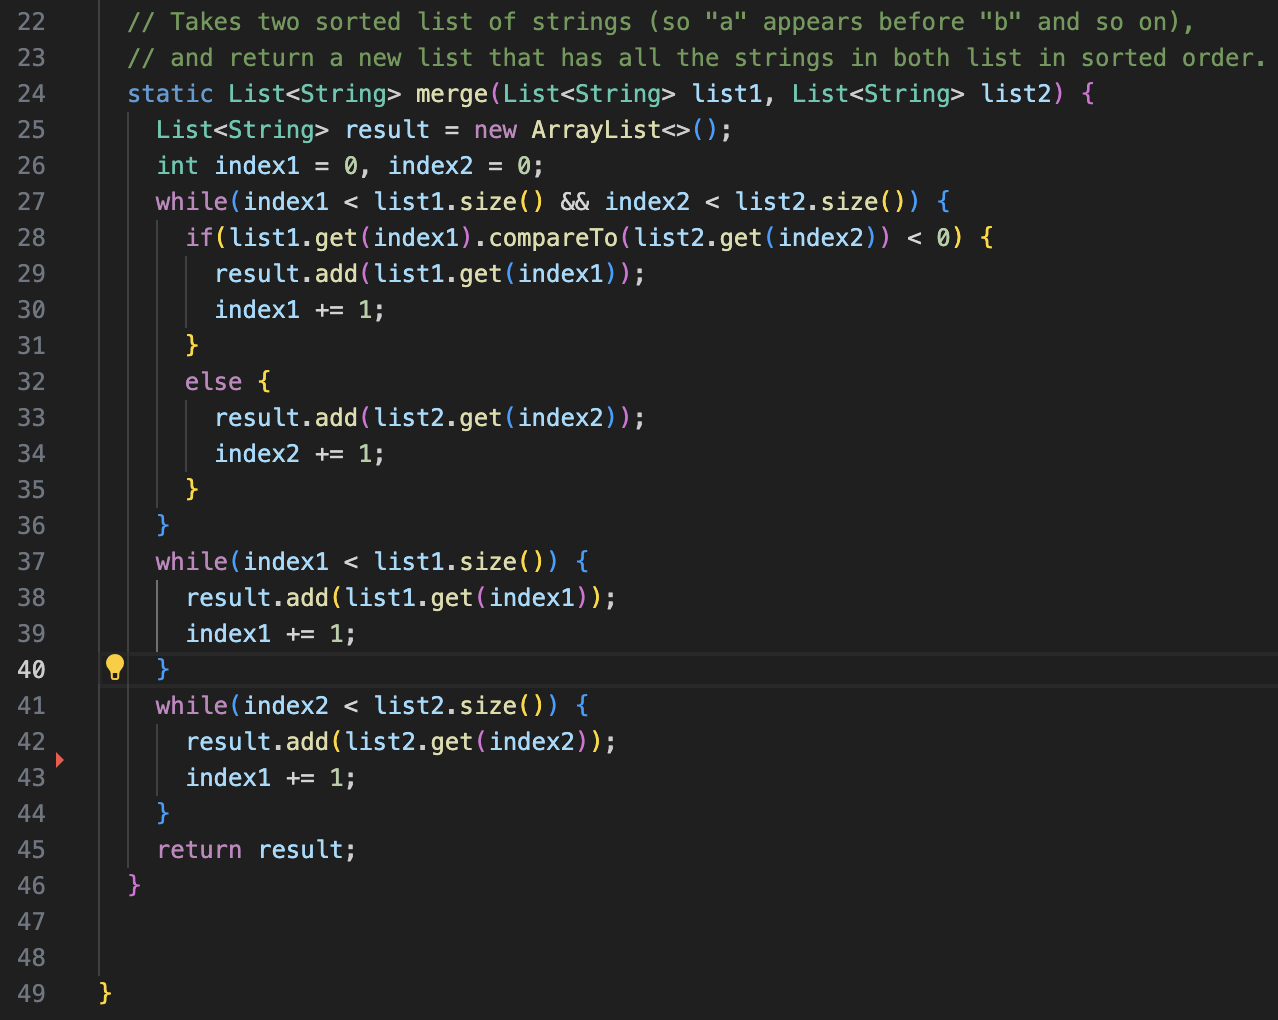 22 // Takes two sorted list of strings (so "a" appears before "b" and so on),
23 // and return a new list that has all the strings in both list in sorted order.
24 static List<String> merge(List<String> list1, List<String> list2) {
25 List<String> result = new ArrayList<>();
26 int index1 = 0, index2 = 0;
27 while(index1 < list1.size() && index2 < list2.size()) {
28 if(list1.get(index1).compareTo(list2.get(index2)) < 0) {
29 result.add(list1.get(index1));
30 index1 += 1;
31 }
32 else {
33 result.add(list2.get(index2));
34 index2 += 1;
35 }
36 }
37 while(index1 < list1.size()) {
38 result.add(list1.get(index1));
39 index1 += 1;
40 }
41 while(index2 < list2.size()) {
42 result.add(list2.get(index2));
43 index1 += 1;
44 }
45 return result;
46 }
47
48
49 }